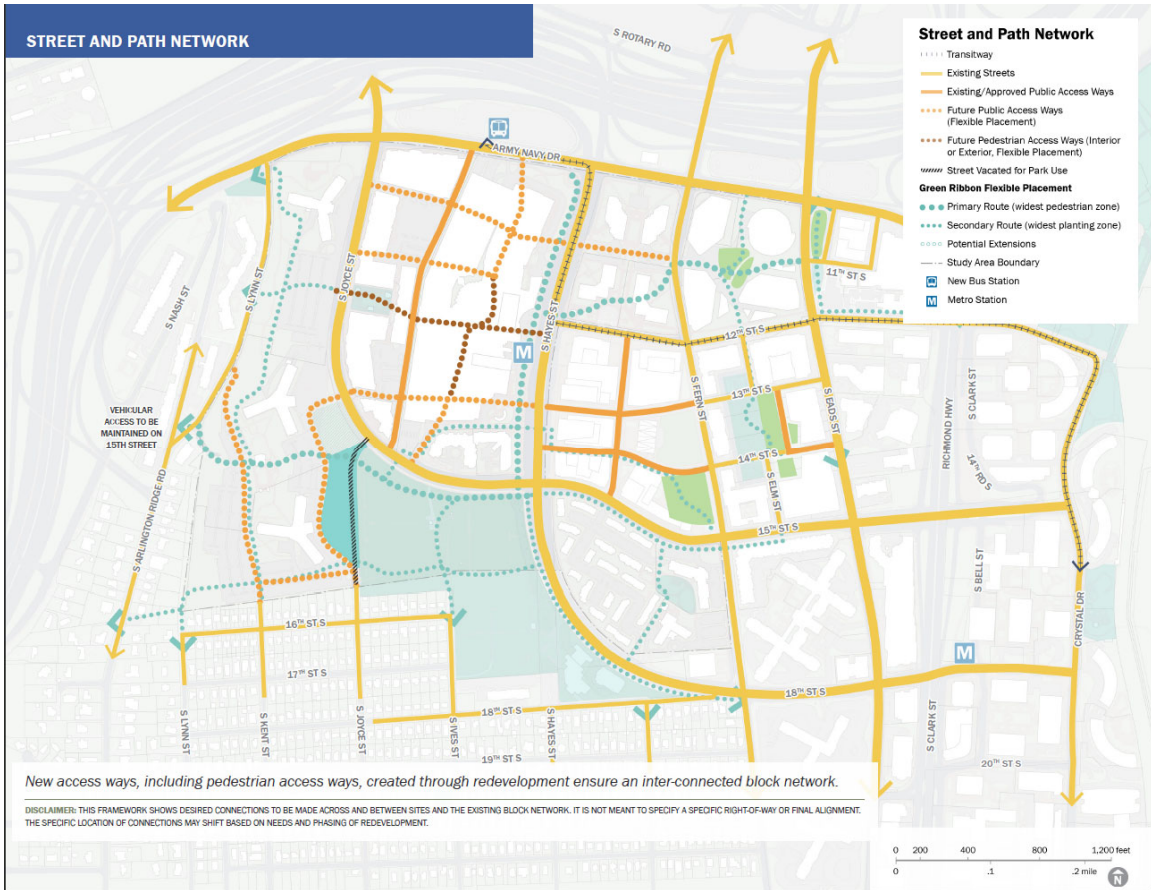 STREET AND PATH NETWORK
S ROTARY RD
Street and Path Network
Transitway
Existing Streets
Existing/Approved Public Access Ways
Future Public Access Ways
(Flexible Placement)
Future Pedestrian Access Ways (Interior
or Exterior, Flexible Placement)
Street Vacated for Park Use
Green Ribbon Flexible Placement
Primary Route (widest pedestrian zone)
Secondary Route (widest planting zone)
Potential Extensions
Study Area Boundary
New Bus Station
M Metro Station
ARMY NAVY DR
11TH ST S
S NASH ST
S LYNN ST
S JOYCE ST
S HAYES ST
12TH ST S
M
S FERN ST
13TH ST S
S EADS ST
S CLARK ST
RICHMOND HWY
VEHICULAR
ACCESS TO BE
MAINTAINED ON
15TH STREET
14TH ST S
14TH RD S
S ELM ST
S ARLINGTON RIDGE RD
15TH ST S
S BELL ST
CRYSTAL DR
16TH ST S
M
17TH ST S
18TH ST S
18TH ST S
S LYNN ST
S KENT ST
S JOYCE ST
S IVES ST
S HAYES ST
S CLARK ST
19TH ST S
20TH ST S
New access ways, including pedestrian access ways, created through redevelopment ensure an inter-connected block network.
DISCLAIMER: THIS FRAMEWORK SHOWS DESIRED CONNECTIONS TO BE MADE ACROSS AND BETWEEN SITES AND THE EXISTING BLOCK NETWORK. IT IS NOT MEANT TO SPECIFY A SPECIFIC RIGHT-OF-WAY OR FINAL ALIGNMENT.
THE SPECIFIC LOCATION OF CONNECTIONS MAY SHIFT BASED ON NEEDS AND PHASING OF REDEVELOPMENT.
0 200 400 800 1,200 feet
0 .1 .2 mile
N